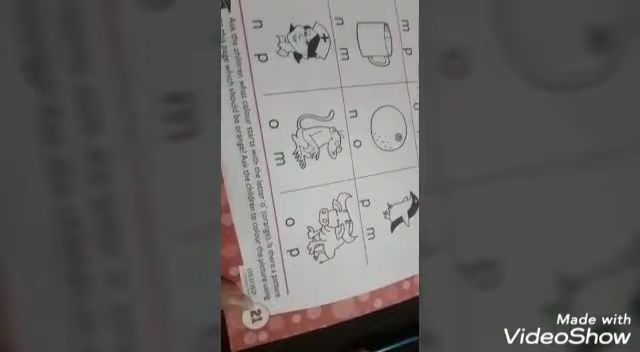 m p
n m n o p m
n p o m o p
Ask the children what colour starts with the letter 'o' (orange). Is there a picture
this page which should be orange? Ask the children to colour the picture using
21
Made with
VideoShow